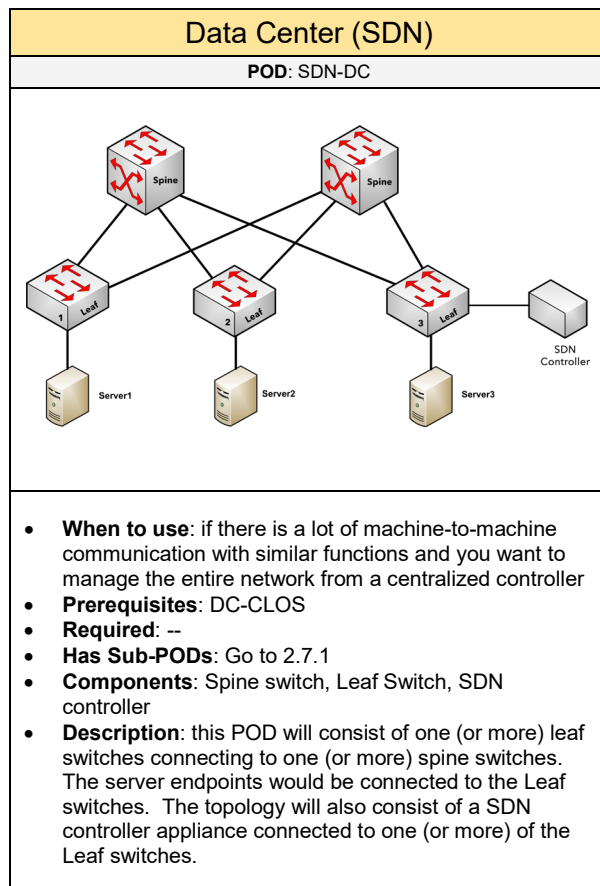 Data Center (SDN)
POD: SDN-DC
Spine
Spine
1
Leaf
2
Leaf
3
Leaf
SDN
Controller
Server1
Server2
Server3
• When to use: if there is a lot of machine-to-machine
communication with similar functions and you want to
manage the entire network from a centralized controller
• Prerequisites: DC-CLOS
• Required: --
• Has Sub-PODs: Go to 2.7.1
• Components: Spine switch, Leaf Switch, SDN
controller
• Description: this POD will consist of one (or more) leaf
switches connecting to one (or more) spine switches.
The server endpoints would be connected to the Leaf
switches.  The topology will also consist of a SDN
controller appliance connected to one (or more) of the
Leaf switches.